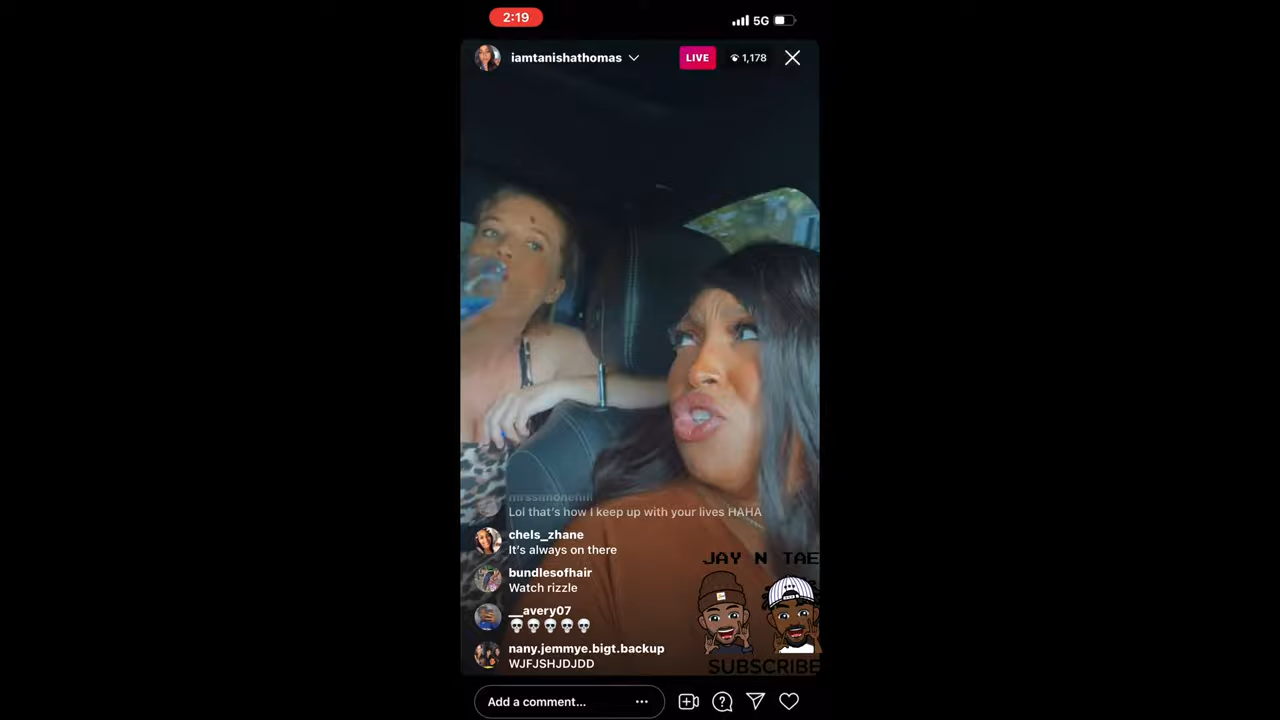 2:19
5G
iamtanishathomas
LIVE
1,178
mrssimonehill
Lol that's how I keep up with your lives HAHA
chels_zhane
It's always on there
bundlesofhair
Watch rizzle
__avery07
💀💀💀💀💀
nany.jemmye.bigt.backup
WJFJSHJDJDD
JAY N TAE
SUBSCRIBE
Add a comment...